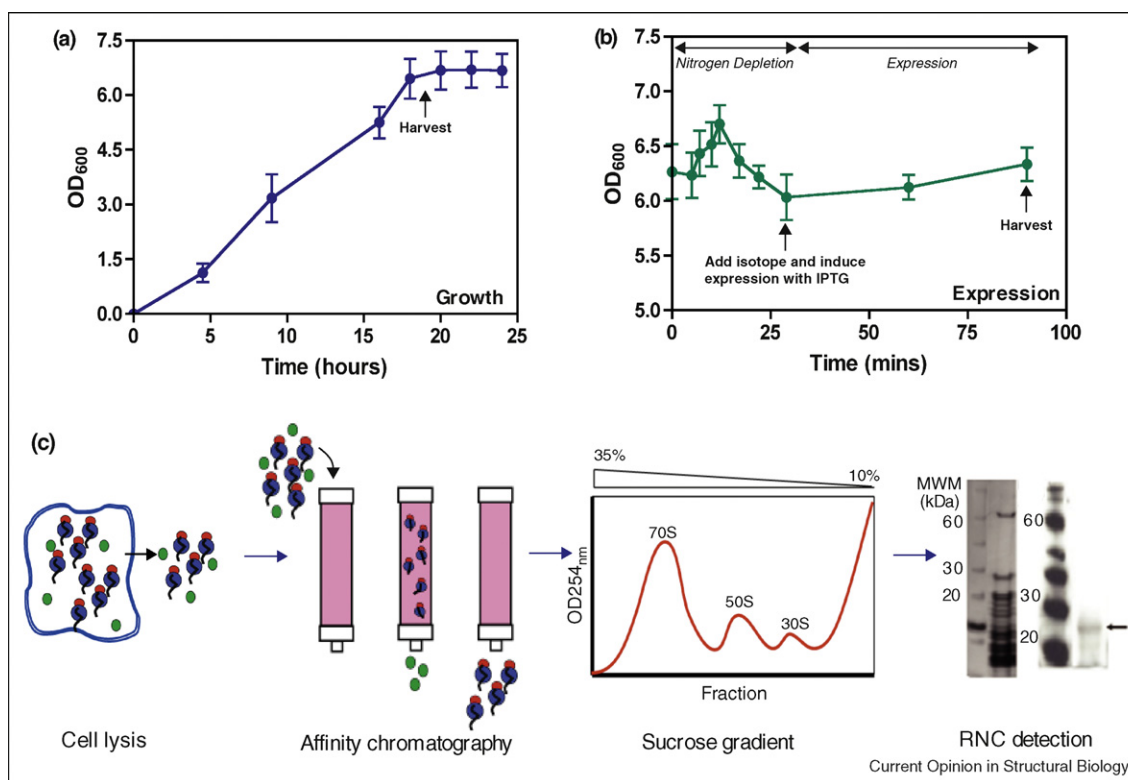 (a)
7.5
6.0
4.5
3.0
1.5
0.0
OD600
Harvest
Growth
0 5 10 15 20 25
Time (hours)
(b)
7.5
7.0
6.5
6.0
5.5
5.0
OD600
Nitrogen Depletion Expression
Add isotope and induce
expression with IPTG
Harvest
Expression
0 25 50 75 100
Time (mins)
(c)
35%
10%
OD254nm
70S
50S
30S
Fraction
MWM
(kDa)
60
30
20
60
30
20
Cell lysis
Affinity chromatography
Sucrose gradient
RNC detection
Current Opinion in Structural Biology